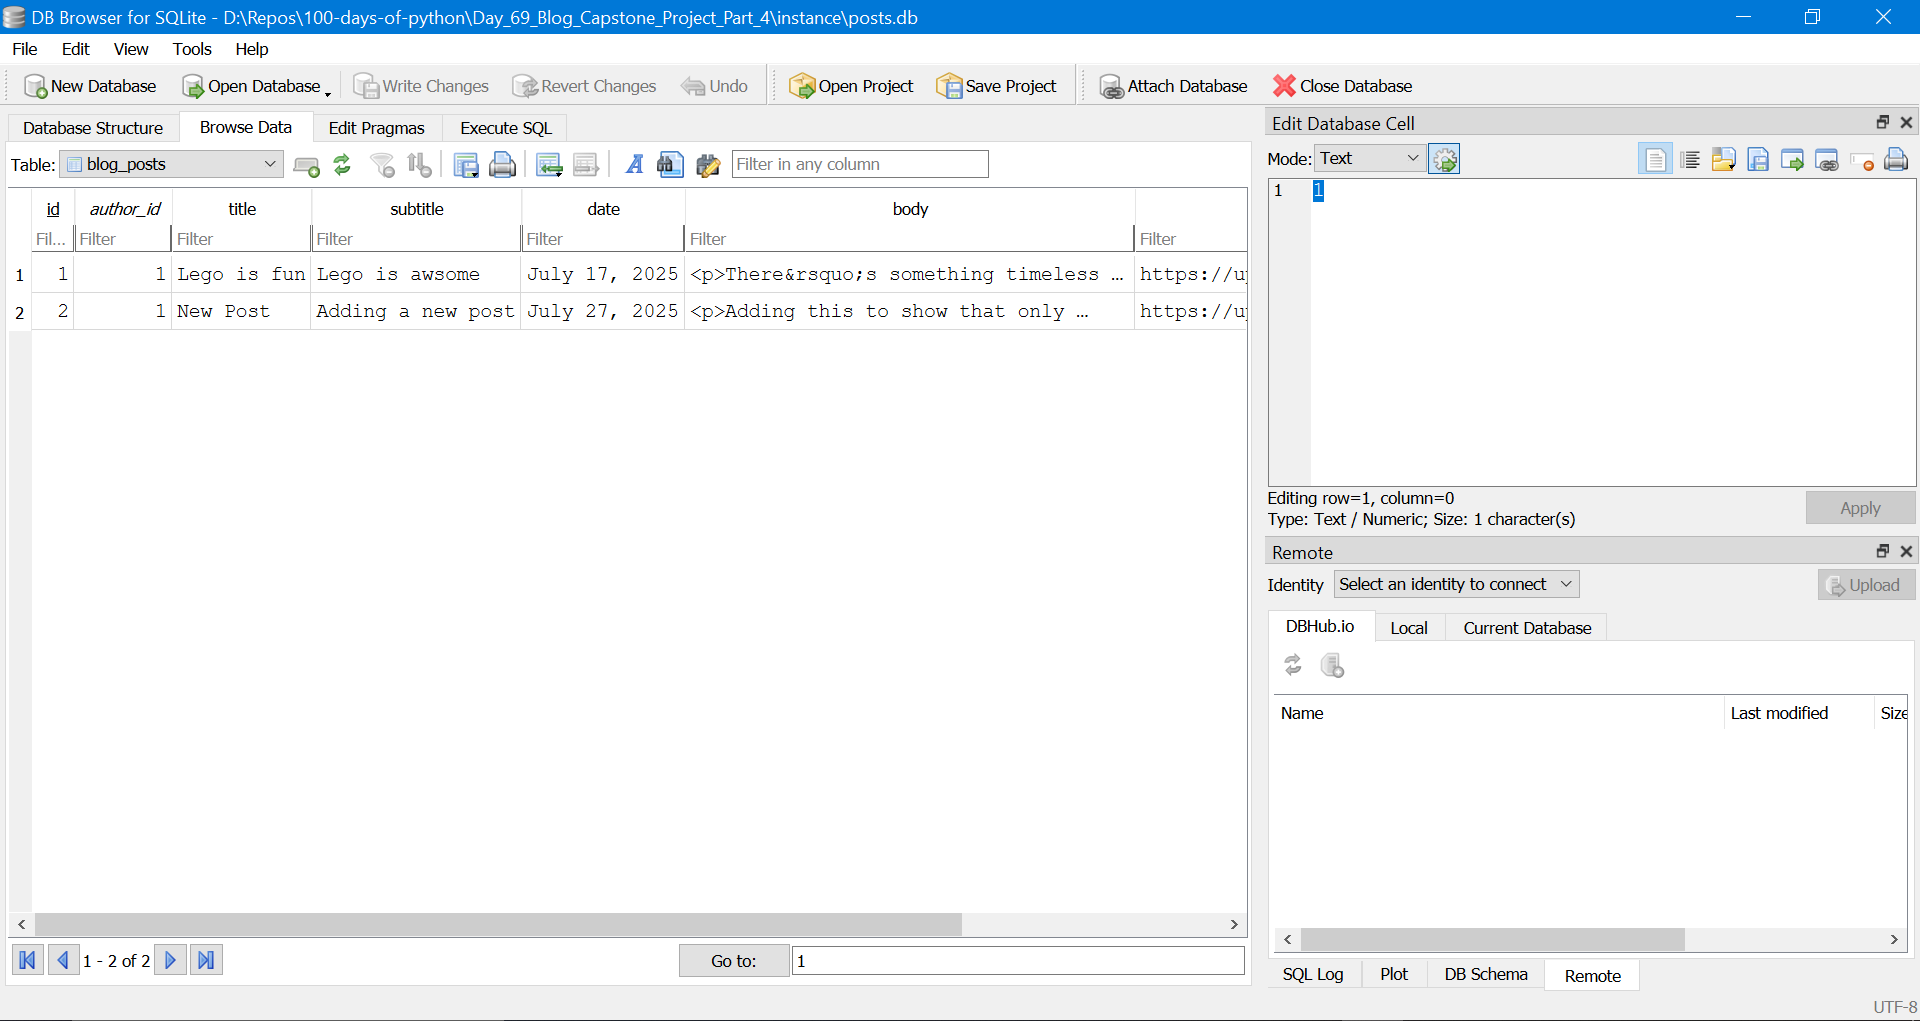 DB Browser for SQLite - D:\Repos\100-days-of-python\Day_69_Blog_Capstone_Project_Part_4\instance\posts.db
File Edit View Tools Help
New Database Open Database Write Changes Revert Changes Undo Open Project Save Project Attach Database Close Database
Database Structure Browse Data Edit Pragmas Execute SQL
Table: blog_posts Filter in any column
id author_id title subtitle date body
Fil... Filter Filter Filter Filter Filter Filter
1 1 1 Lego is fun Lego is awsome July 17, 2025 <p>There&rsquo;s something timeless … https://up
2 2 1 New Post Adding a new post July 27, 2025 <p>Adding this to show that only … https://up
1 - 2 of 2 Go to: 1
Edit Database Cell
Mode: Text
1 1
Editing row=1, column=0
Type: Text / Numeric; Size: 1 character(s)
Apply
Remote
Identity Select an identity to connect Upload
DBHub.io Local Current Database
Name Last modified Size
SQL Log Plot DB Schema Remote
UTF-8